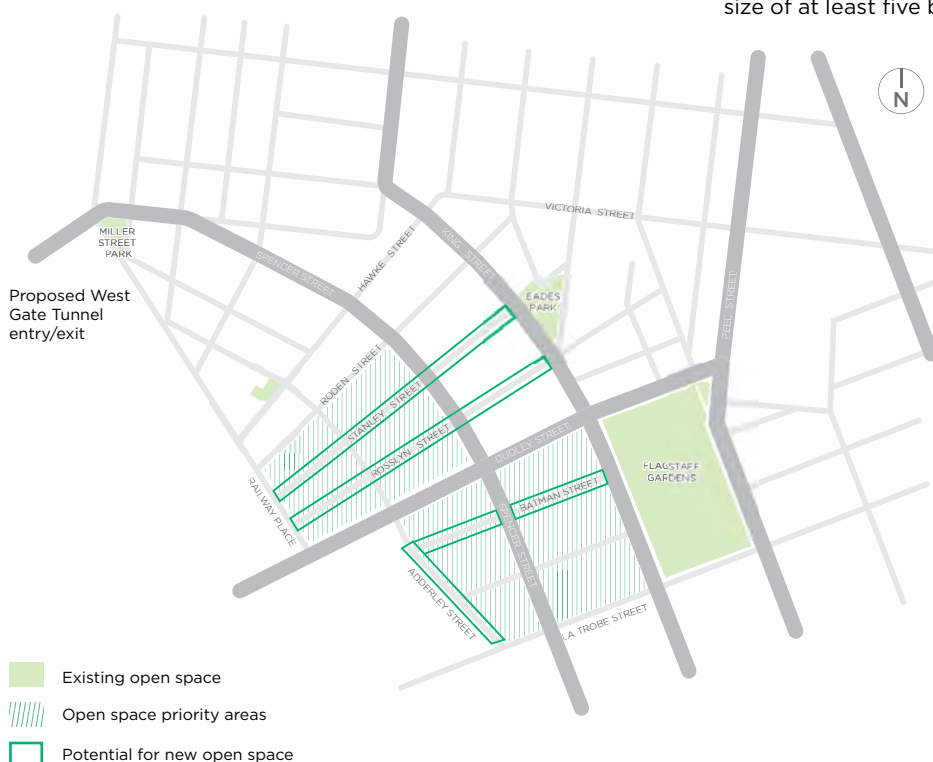 size of at least five b
N
VICTORIA STREET
MILLER
STREET
PARK
HAWKE STREET
KING STREET
SPENCER STREET
PEEL STREET
EADES
PARK
Proposed West
Gate Tunnel
entry/exit
RODEN STREET
STANLEY STREET
ROSSLYN STREET
DUDLEY STREET
FLAGSTAFF
GARDENS
RAILWAY PLACE
BATMAN STREET
SPENCER STREET
ADDERLEY STREET
LA TROBE STREET
Existing open space
Open space priority areas
Potential for new open space